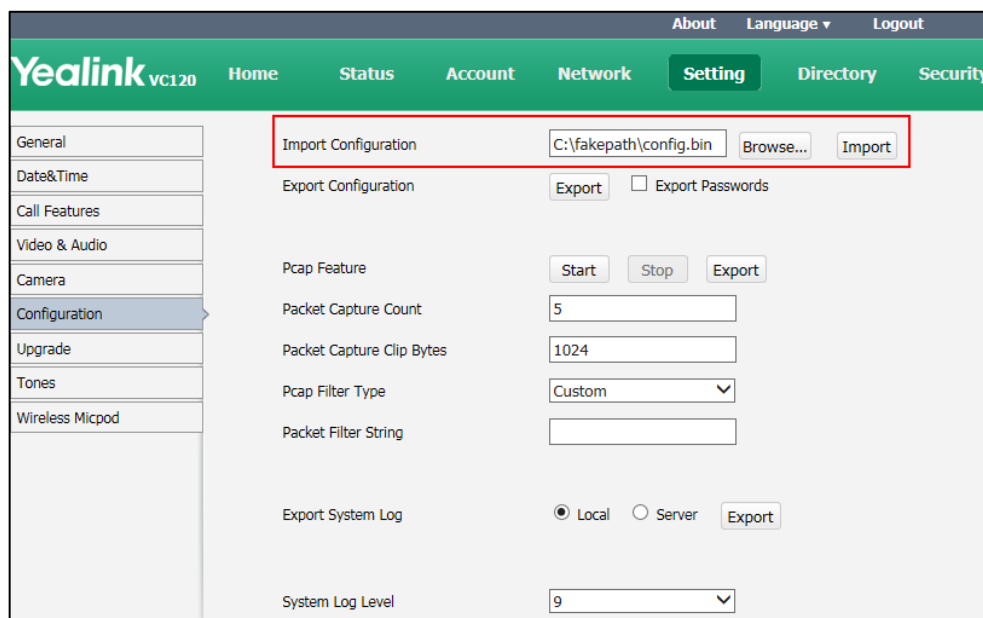 About Language ▾ Logout
Yealink VC120 Home Status Account Network Setting Directory Security
General
Date&Time
Call Features
Video & Audio
Camera
Configuration
Upgrade
Tones
Wireless Micpod
Import Configuration C:\fakepath\config.bin Browse... Import
Export Configuration Export Export Passwords
Pcap Feature Start Stop Export
Packet Capture Count 5
Packet Capture Clip Bytes 1024
Pcap Filter Type Custom
Packet Filter String
Export System Log Local Server Export
System Log Level 9